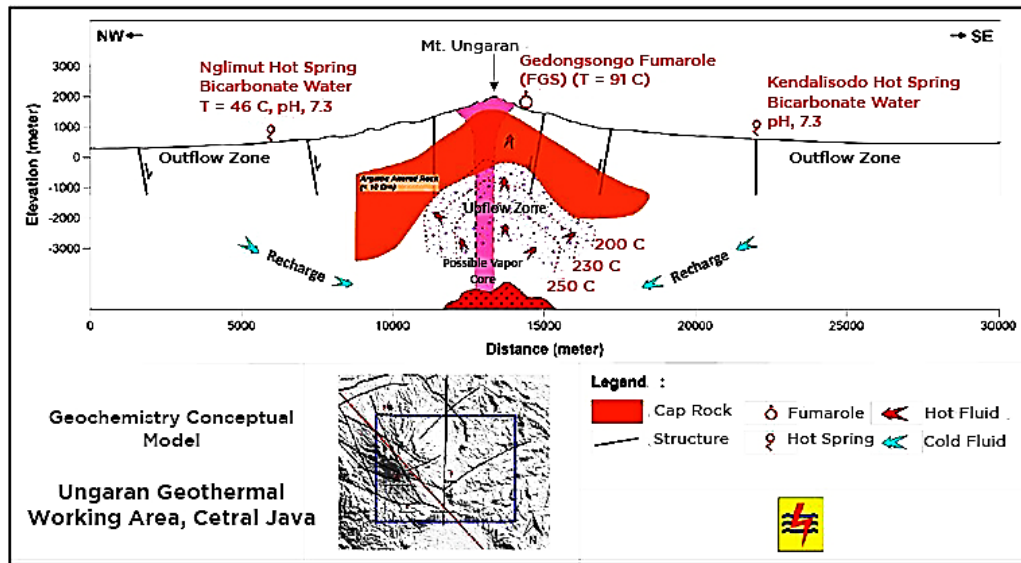 NW
Mt. Ungaran
SE
Nglimut Hot Spring
Bicarbonate Water
T = 46 C, pH, 7.3
Gedongsongo Fumarole
(FGS) (T = 91 C)
Kendalisodo Hot Spring
Bicarbonate Water
pH, 7.3
Elevation (meter)
3000
2000
1000
0
-1000
-2000
-3000
Outflow Zone
Outflow Zone
Upflow Zone
Possible Vapor
Core
200 C
230 C
250 C
Recharge
Recharge
0
5000
10000
15000
20000
25000
30000
Distance (meter)
Geochemistry Conceptual
Model
Ungaran Geothermal
Working Area, Cetral Java
N
Legend :
Cap Rock
Fumarole
Hot Fluid
Structure
Hot Spring
Cold Fluid